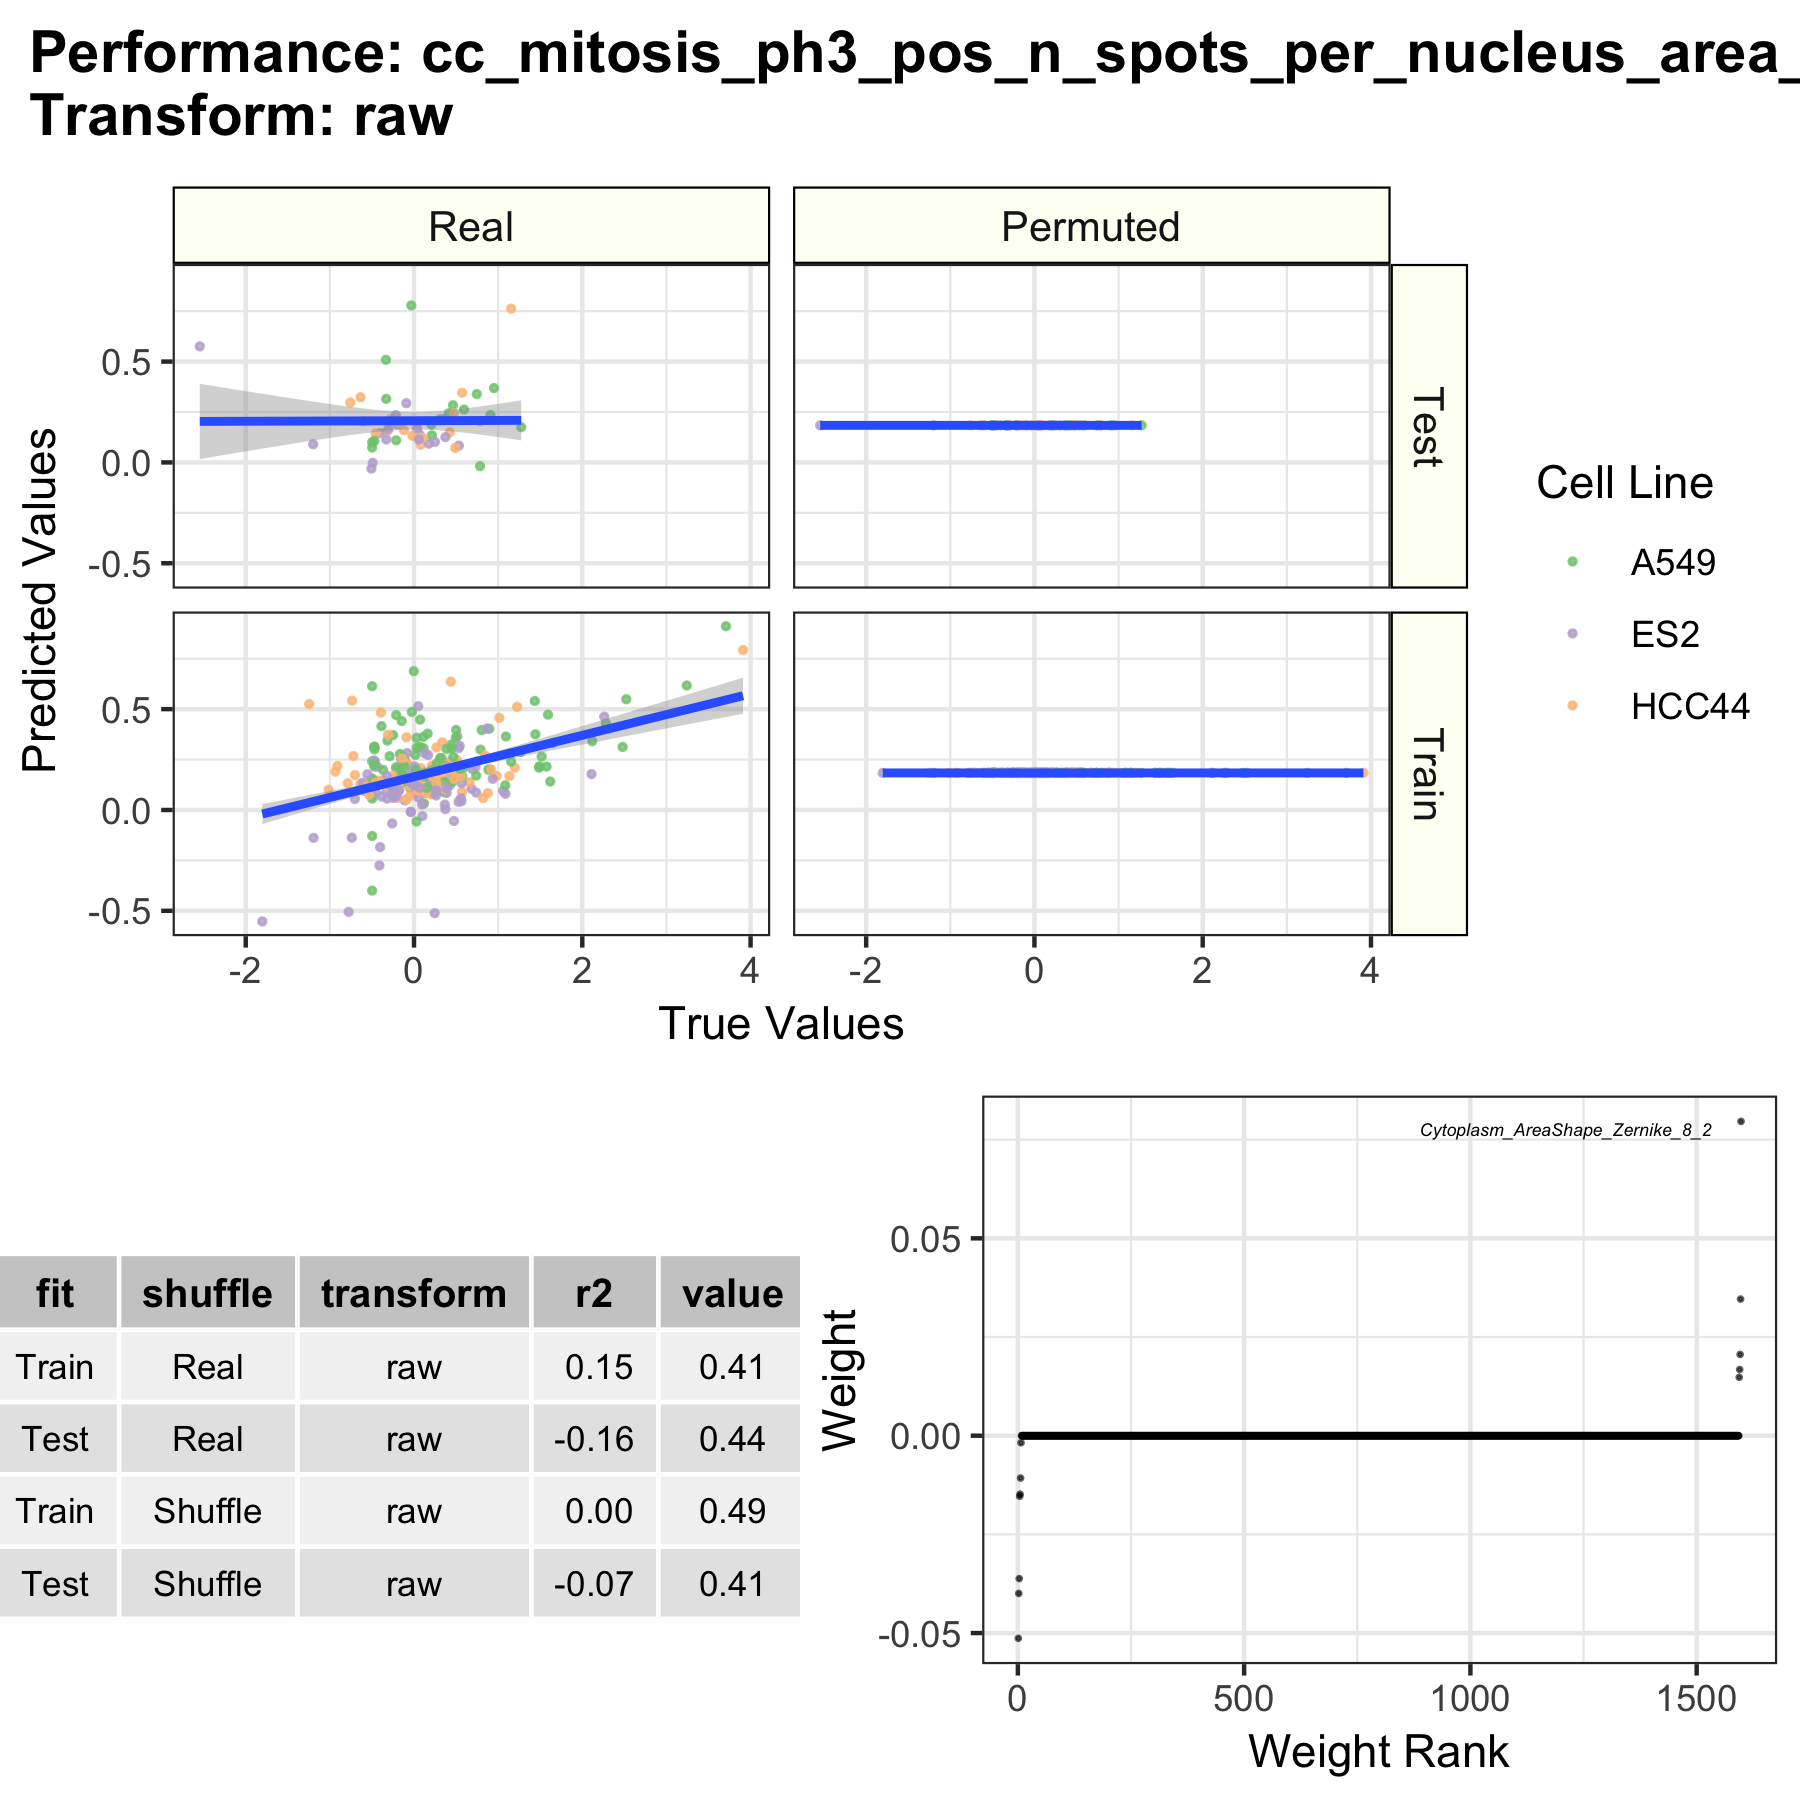 Performance: cc_mitosis_ph3_pos_n_spots_per_nucleus_area_
Transform: raw
Real
Permuted
0.5
0.0
-0.5
Test
0.5
0.0
-0.5
Train
-2 0 2 4
-2 0 2 4
True Values
Predicted Values
Cell Line
A549
ES2
HCC44
fit shuffle transform r2 value
Train Real raw 0.15 0.41
Test Real raw -0.16 0.44
Train Shuffle raw 0.00 0.49
Test Shuffle raw -0.07 0.41
Cytoplasm_AreaShape_Zernike_8_2
0.05
0.00
-0.05
Weight
0 500 1000 1500
Weight Rank